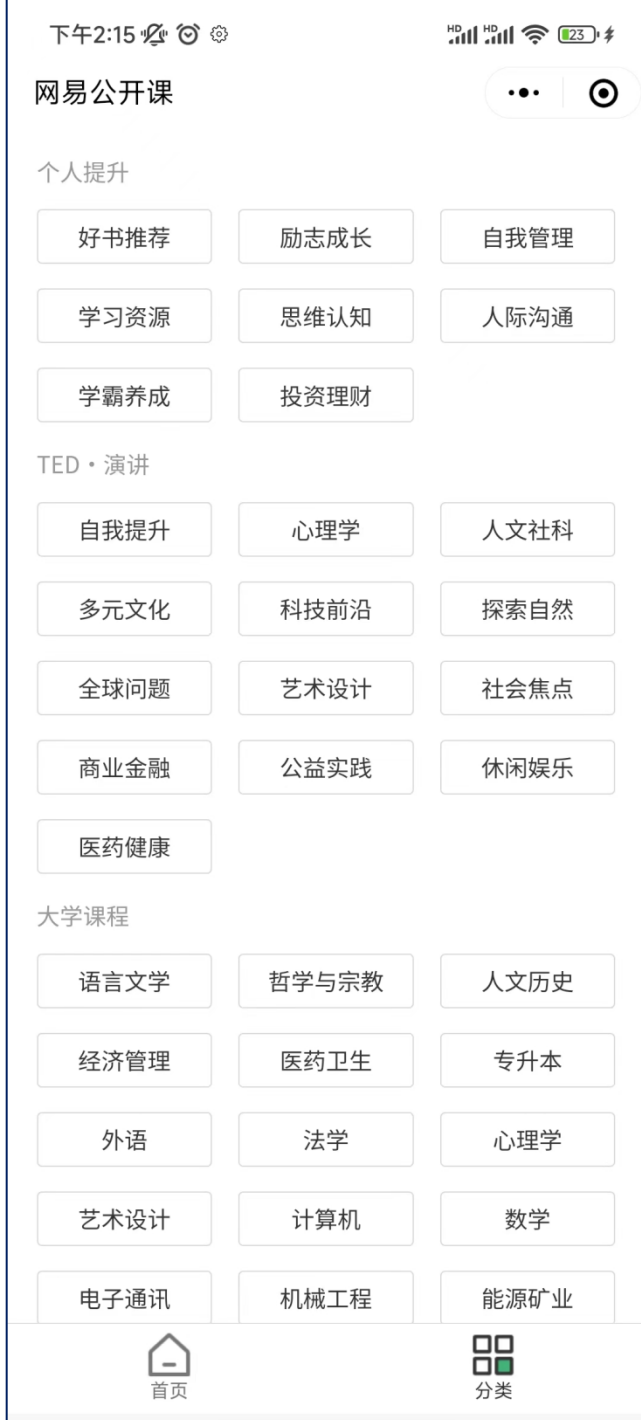 下午2:15 HD HD 23
网易公开课
个人提升
好书推荐 励志成长 自我管理
学习资源 思维认知 人际沟通
学霸养成 投资理财
TED·演讲
自我提升 心理学 人文社科
多元文化 科技前沿 探索自然
全球问题 艺术设计 社会焦点
商业金融 公益实践 休闲娱乐
医药健康
大学课程
语言文学 哲学与宗教 人文历史
经济管理 医药卫生 专升本
外语 法学 心理学
艺术设计 计算机 数学
电子通讯 机械工程 能源矿业
首页 分类